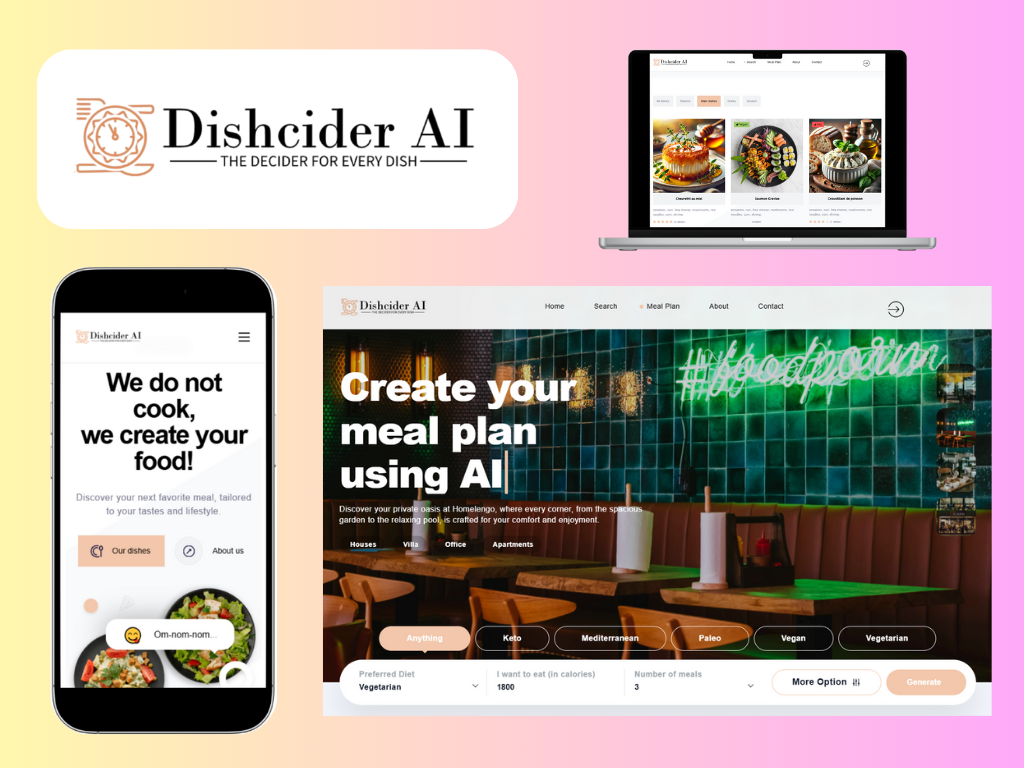 Dishcider AI
THE DECIDER FOR EVERY DISH
Dishcider AI
Home
Search
Meal Plan
About
Contact
Dishcider AI
We do not
cook,
we create your
food!
Discover your next favorite meal, tailored
to your tastes and lifestyle.
Our dishes
About us
Om-nom-nom...
Dishcider AI
THE DECIDER FOR EVERY DISH
Home
Search
Meal Plan
About
Contact
#foodporn
Create your
meal plan
using AI
Discover your private oasis at Homelengo, where every corner, from the spacious
garden to the relaxing pool, is crafted for your comfort and enjoyment.
Houses
Villa
Office
Apartments
Anything
Keto
Mediterranean
Paleo
Vegan
Vegetarian
Preferred Diet
Vegetarian
I want to eat (in calories)
1800
Number of meals
3
More Option
Generate